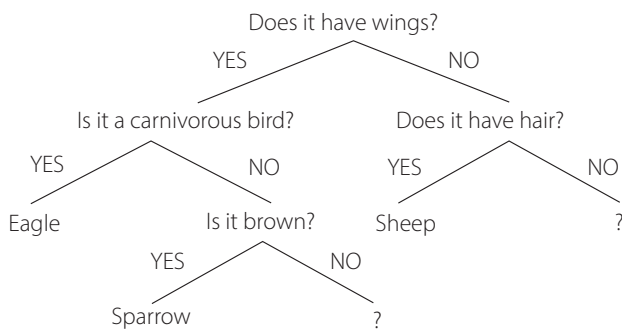 Does it have wings?
YES NO
Is it a carnivorous bird? Does it have hair?
YES NO YES NO
Eagle Is it brown? Sheep ?
YES NO
Sparrow ?